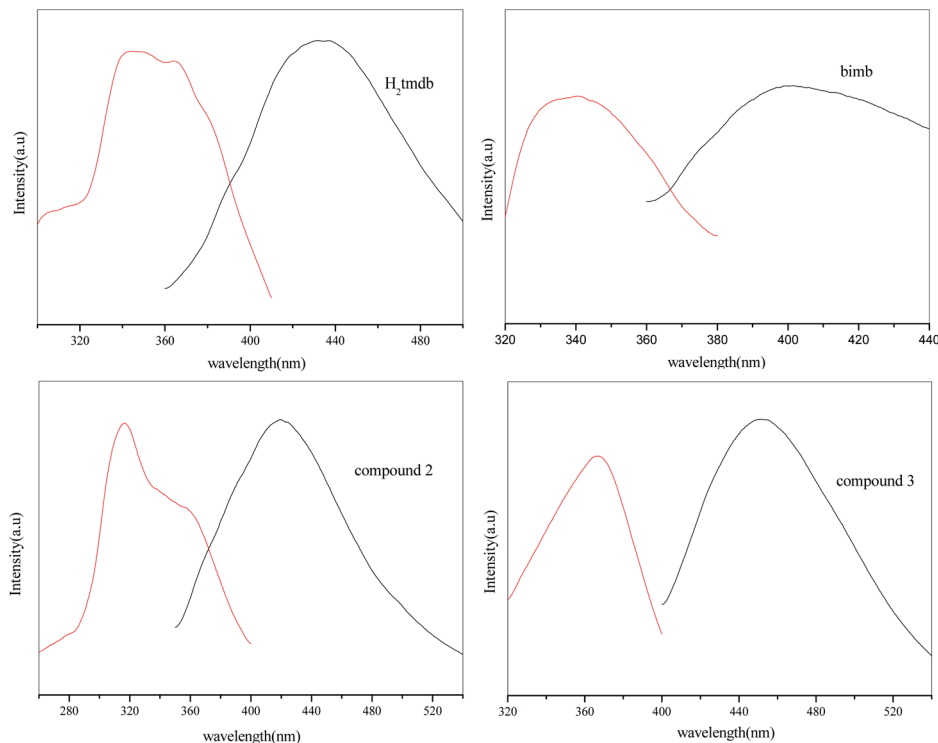 Intensity(a.u)
H₂tmdb
320 360 400 440 480
wavelength(nm)
Intensity(a.u)
bimb
320 340 360 380 400 420 440
wavelength(nm)
Intensity(a.u)
compound 2
280 320 360 400 440 480 520
wavelength(nm)
Intensity(a.u)
compound 3
320 360 400 440 480 520
wavelength(nm)